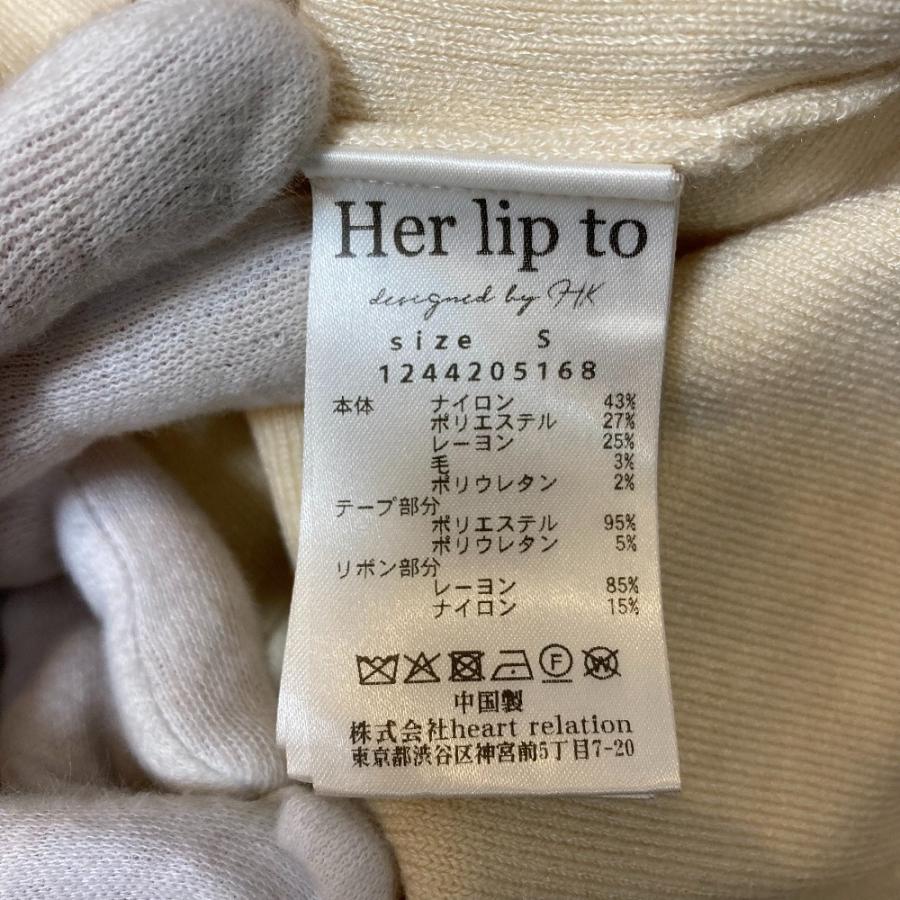 Her lip to
designed by HK
size S
1244205168
本体 ナイロン 43%
ポリエステル 27%
レーヨン 25%
毛 3%
ポリウレタン 2%
テープ部分
ポリエステル 95%
ポリウレタン 5%
リボン部分
レーヨン 85%
ナイロン 15%
F W
中国製
株式会社heart relation
東京都渋谷区神宮前5丁目7-20